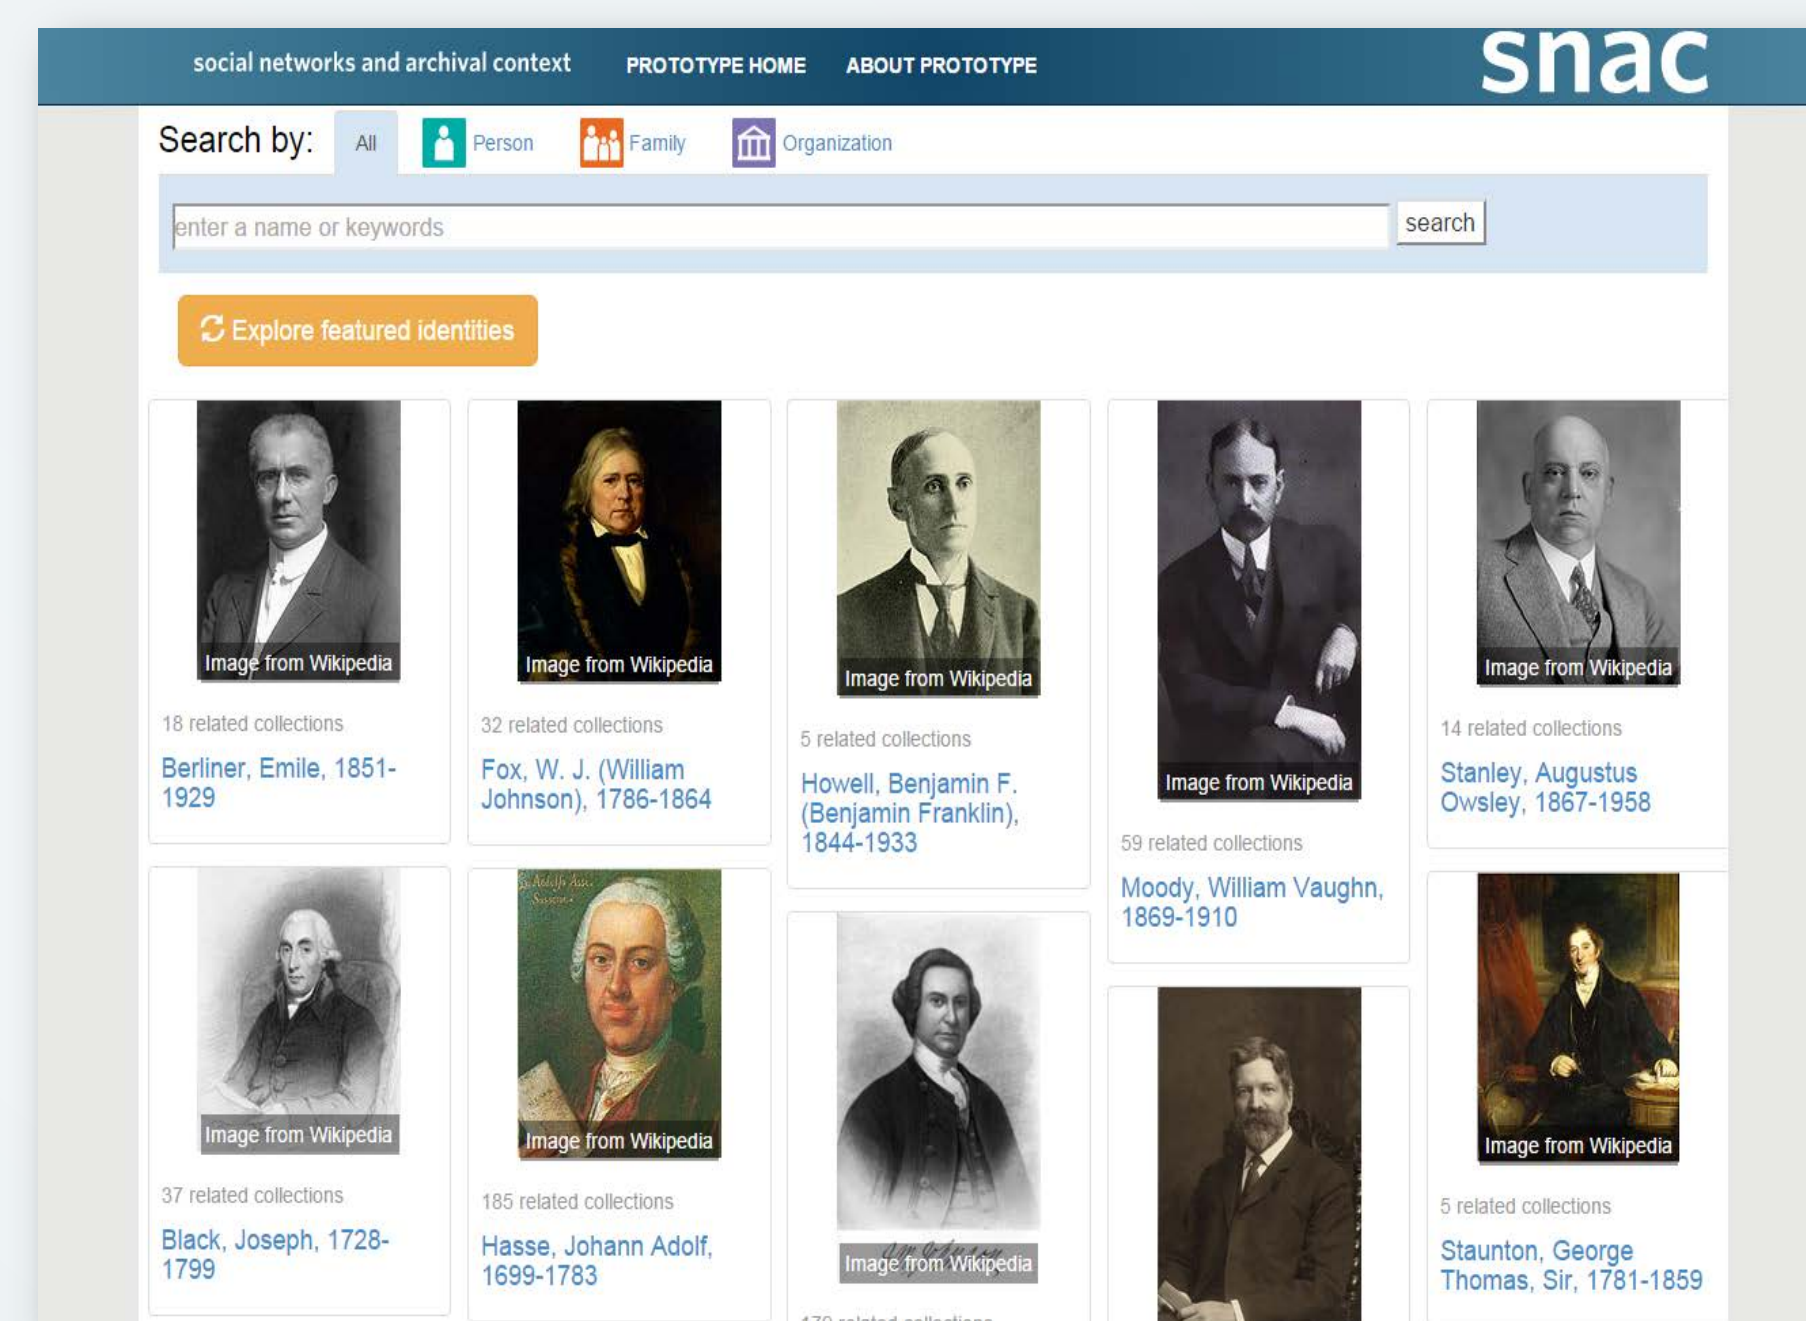 social networks and archival context
PROTOTYPE HOME
ABOUT PROTOTYPE
snac
Search by:
All
Person
Family
Organization
enter a name or keywords
search
Explore featured identities
Image from Wikipedia
18 related collections
Berliner, Emile, 1851-
1929
Image from Wikipedia
32 related collections
Fox, W. J. (William
Johnson), 1786-1864
Image from Wikipedia
5 related collections
Howell, Benjamin F.
(Benjamin Franklin),
1844-1933
Image from Wikipedia
59 related collections
Moody, William Vaughn,
1869-1910
Image from Wikipedia
14 related collections
Stanley, Augustus
Owsley, 1867-1958
Image from Wikipedia
37 related collections
Black, Joseph, 1728-
1799
Image from Wikipedia
185 related collections
Hasse, Johann Adolf,
1699-1783
Image from Wikipedia
related collections
Image from Wikipedia
5 related collections
Staunton, George
Thomas, Sir, 1781-1859